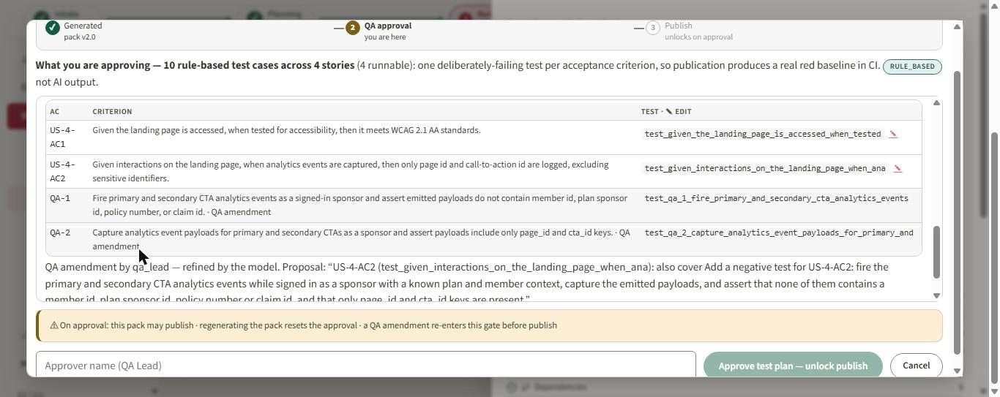 Intake
Planning
Generated
pack v2.0
2
QA approval
you are here
3
Publish
unlocks on approval
What you are approving — 10 rule-based test cases across 4 stories (4 runnable): one deliberately-failing test per acceptance criterion, so publication produces a real red baseline in CI. RULE_BASED
not AI output.
AC CRITERION TEST · ✎ EDIT
US-4-AC1 Given the landing page is accessed, when tested for accessibility, then it meets WCAG 2.1 AA standards. test_given_the_landing_page_is_accessed_when_tested
US-4-AC2 Given interactions on the landing page, when analytics events are captured, then only page id and call-to-action id are logged, excluding test_given_interactions_on_the_landing_page_when_ana
sensitive identifiers.
QA-1 Fire primary and secondary CTA analytics events as a signed-in sponsor and assert emitted payloads do not contain member id, plan sponsor test_qa_1_fire_primary_and_secondary_cta_analytics_events
id, policy number, or claim id. · QA amendment
QA-2 Capture analytics event payloads for primary and secondary CTAs as a sponsor and assert payloads include only page_id and cta_id keys. · QA test_qa_2_capture_analytics_event_payloads_for_primary_and
amendment
QA amendment by qa_lead — refined by the model. Proposal: “US-4-AC2 (test_given_interactions_on_the_landing_page_when_ana): also cover Add a negative test for US-4-AC2: fire the
primary and secondary CTA analytics events while signed in as a sponsor with a known plan and member context, capture the emitted payloads, and assert that none of them contains a
member id, plan sponsor id, policy number or claim id, and that only page_id and cta_id keys are present.”
⚠ On approval: this pack may publish · regenerating the pack resets the approval · a QA amendment re-enters this gate before publish
Approver name (QA Lead)
Approve test plan — unlock publish
Cancel
Dependencies